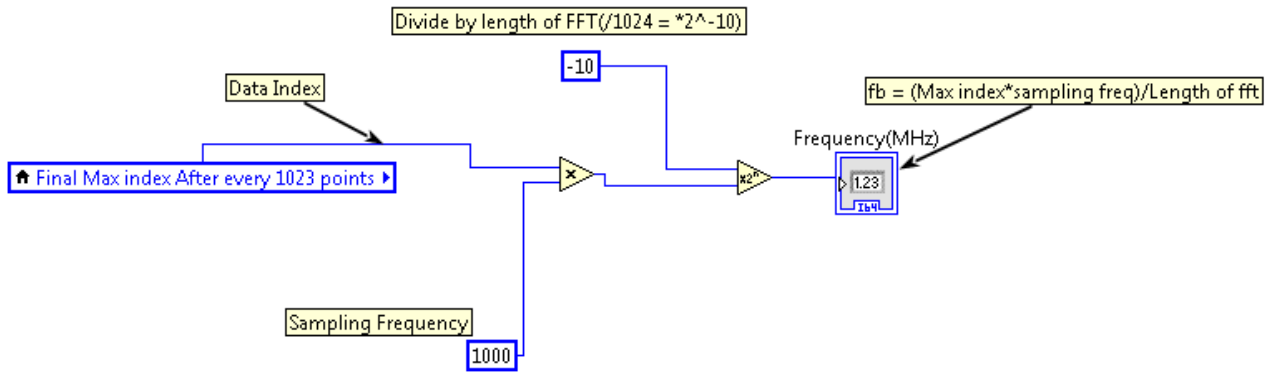 Divide by length of FFT(/1024 = *2^-10)
-10
Data Index
fb = (Max index*sampling freq)/Length of fft
Frequency(MHz)
Final Max index After every 1023 points
×
x2ⁿ
1.23
I64
Sampling Frequency
1000